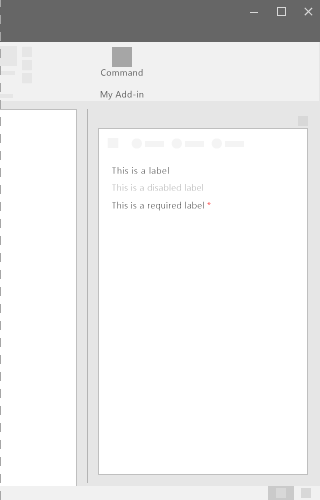 Command
My Add-in
This is a label
This is a disabled label
This is a required label *